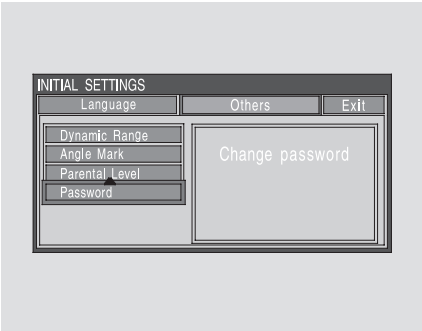 INITIAL SETTINGS
Language Others Exit
Dynamic Range
Angle Mark
Parental Level
Password
Change password